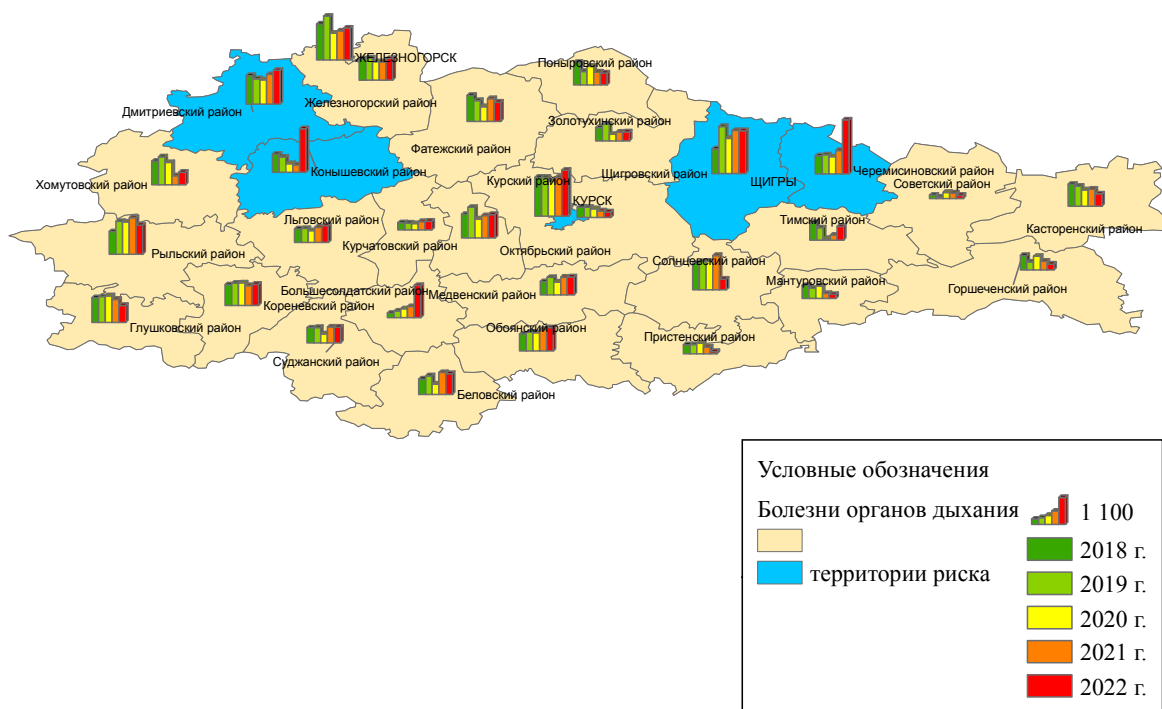 ЖЕЛЕЗНОГОРСК
Поныровский район
Железногорский район
Дмитриевский район
Золотухинский район
Фатежский район
Конышевский район
Щигровский район
Черемисиновский район
Хомутовский район
Курский район
ЩИГРЫ
Советский район
КУРСК
Льговский район
Тимский район
Касторенский район
Курчатовский район
Октябрьский район
Рыльский район
Солнцевский район
Горшеченский район
Большесолдатский район
Медвенский район
Мантуровский район
Кореневский район
Глушковский район
Обоянский район
Пристенский район
Суджанский район
Беловский район
Условные обозначения
Болезни органов дыхания
1 100
2018 г.
территории риска
2019 г.
2020 г.
2021 г.
2022 г.